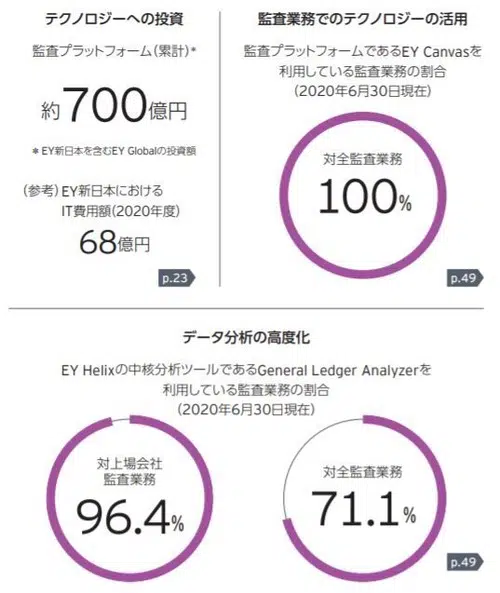 テクノロジーへの投資
監査プラットフォーム（累計）*
約700億円
* EY新日本を含むEY Globalの投資額
（参考）EY新日本における
IT費用額（2020年度）
68億円
p.23
監査業務でのテクノロジーの活用
監査プラットフォームであるEY Canvasを
利用している監査業務の割合
（2020年6月30日現在）
対全監査業務
100%
p.49
データ分析の高度化
EY Helixの中核分析ツールであるGeneral Ledger Analyzerを
利用している監査業務の割合
（2020年6月30日現在）
対上場会社
監査業務
96.4%
対全監査業務
71.1%
p.49